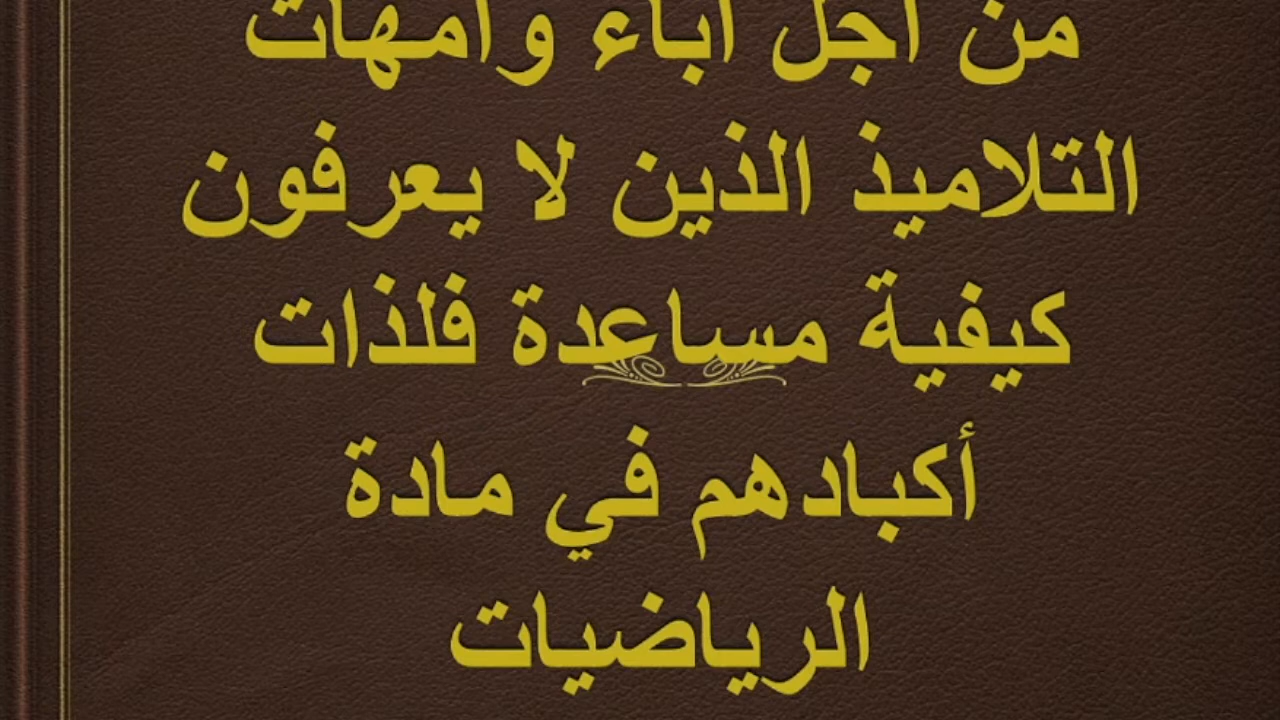 من أجل آباء وأمهات
التلاميذ الذين لا يعرفون
كيفية مساعدة فلذات
أكبادهم في مادة
الرياضيات